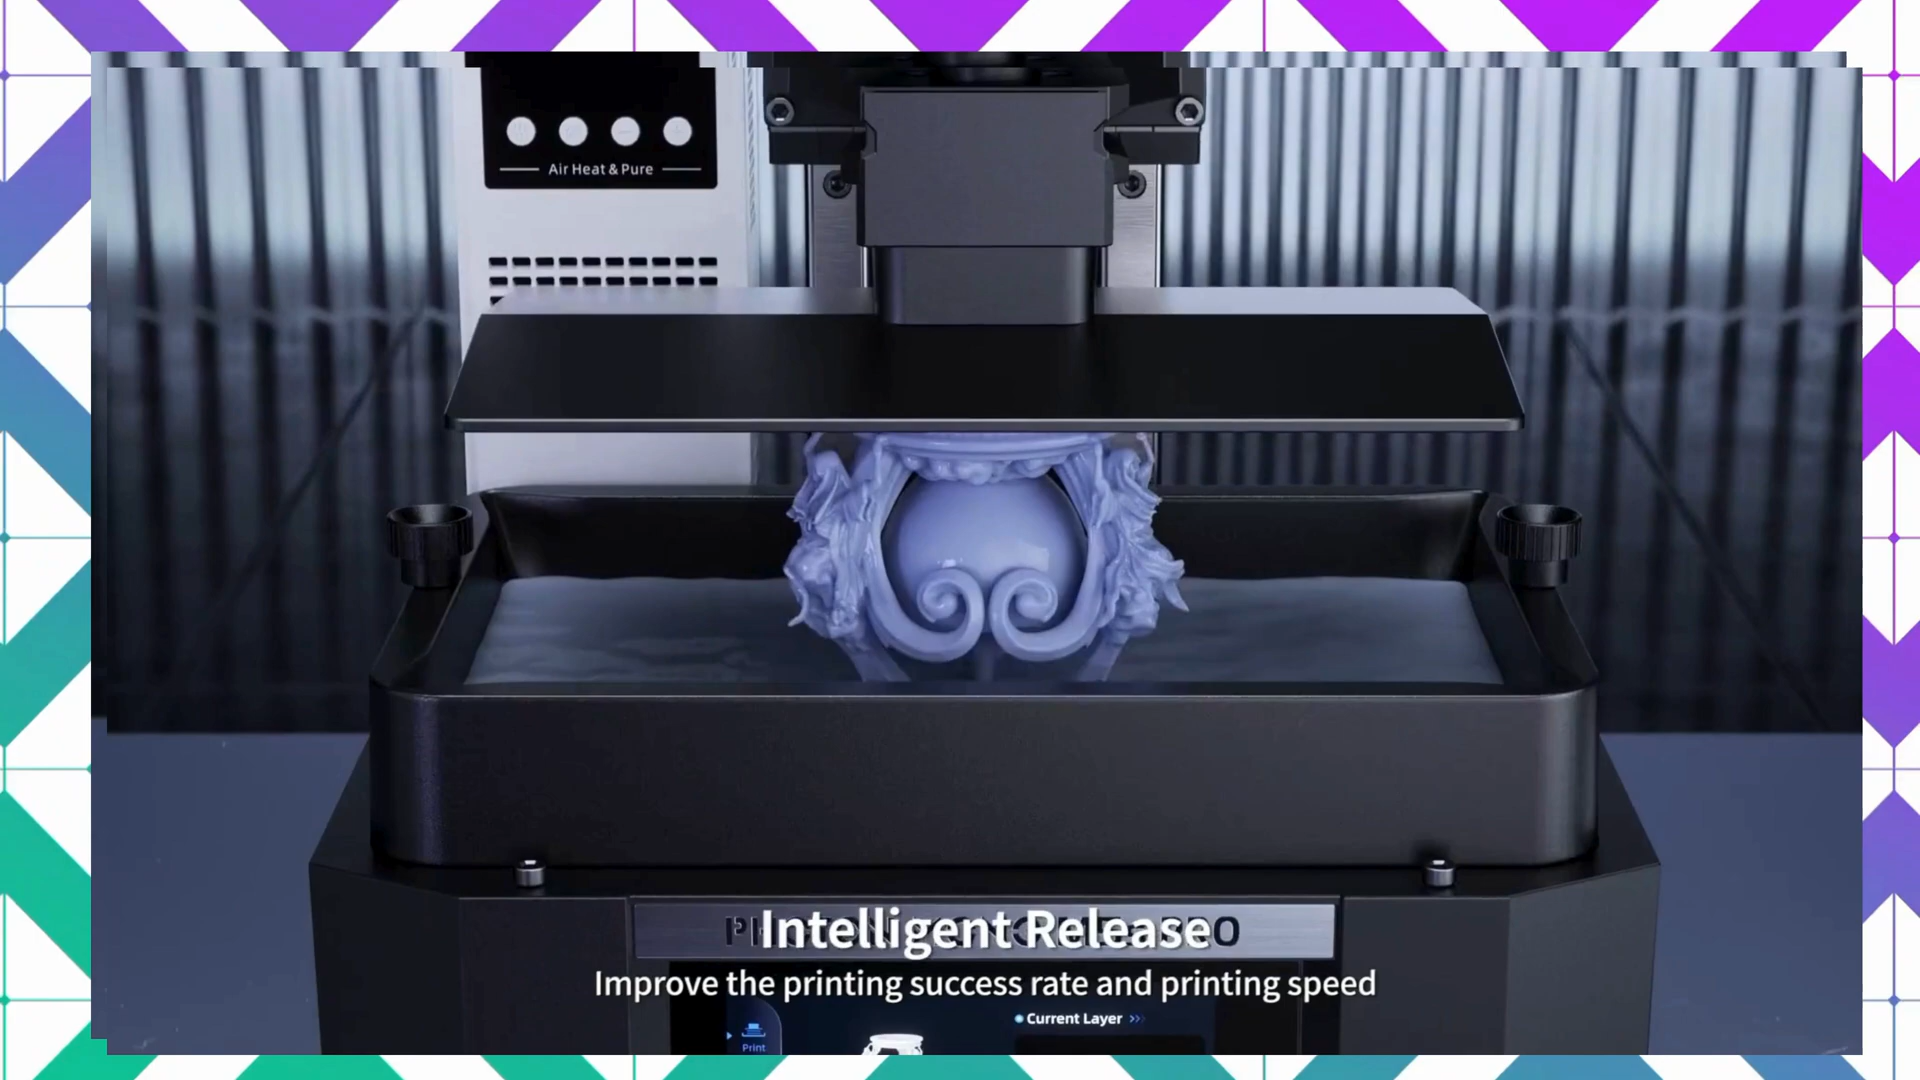 Air Heat & Pure
Intelligent Release
Improve the printing success rate and printing speed
Current Layer
Print